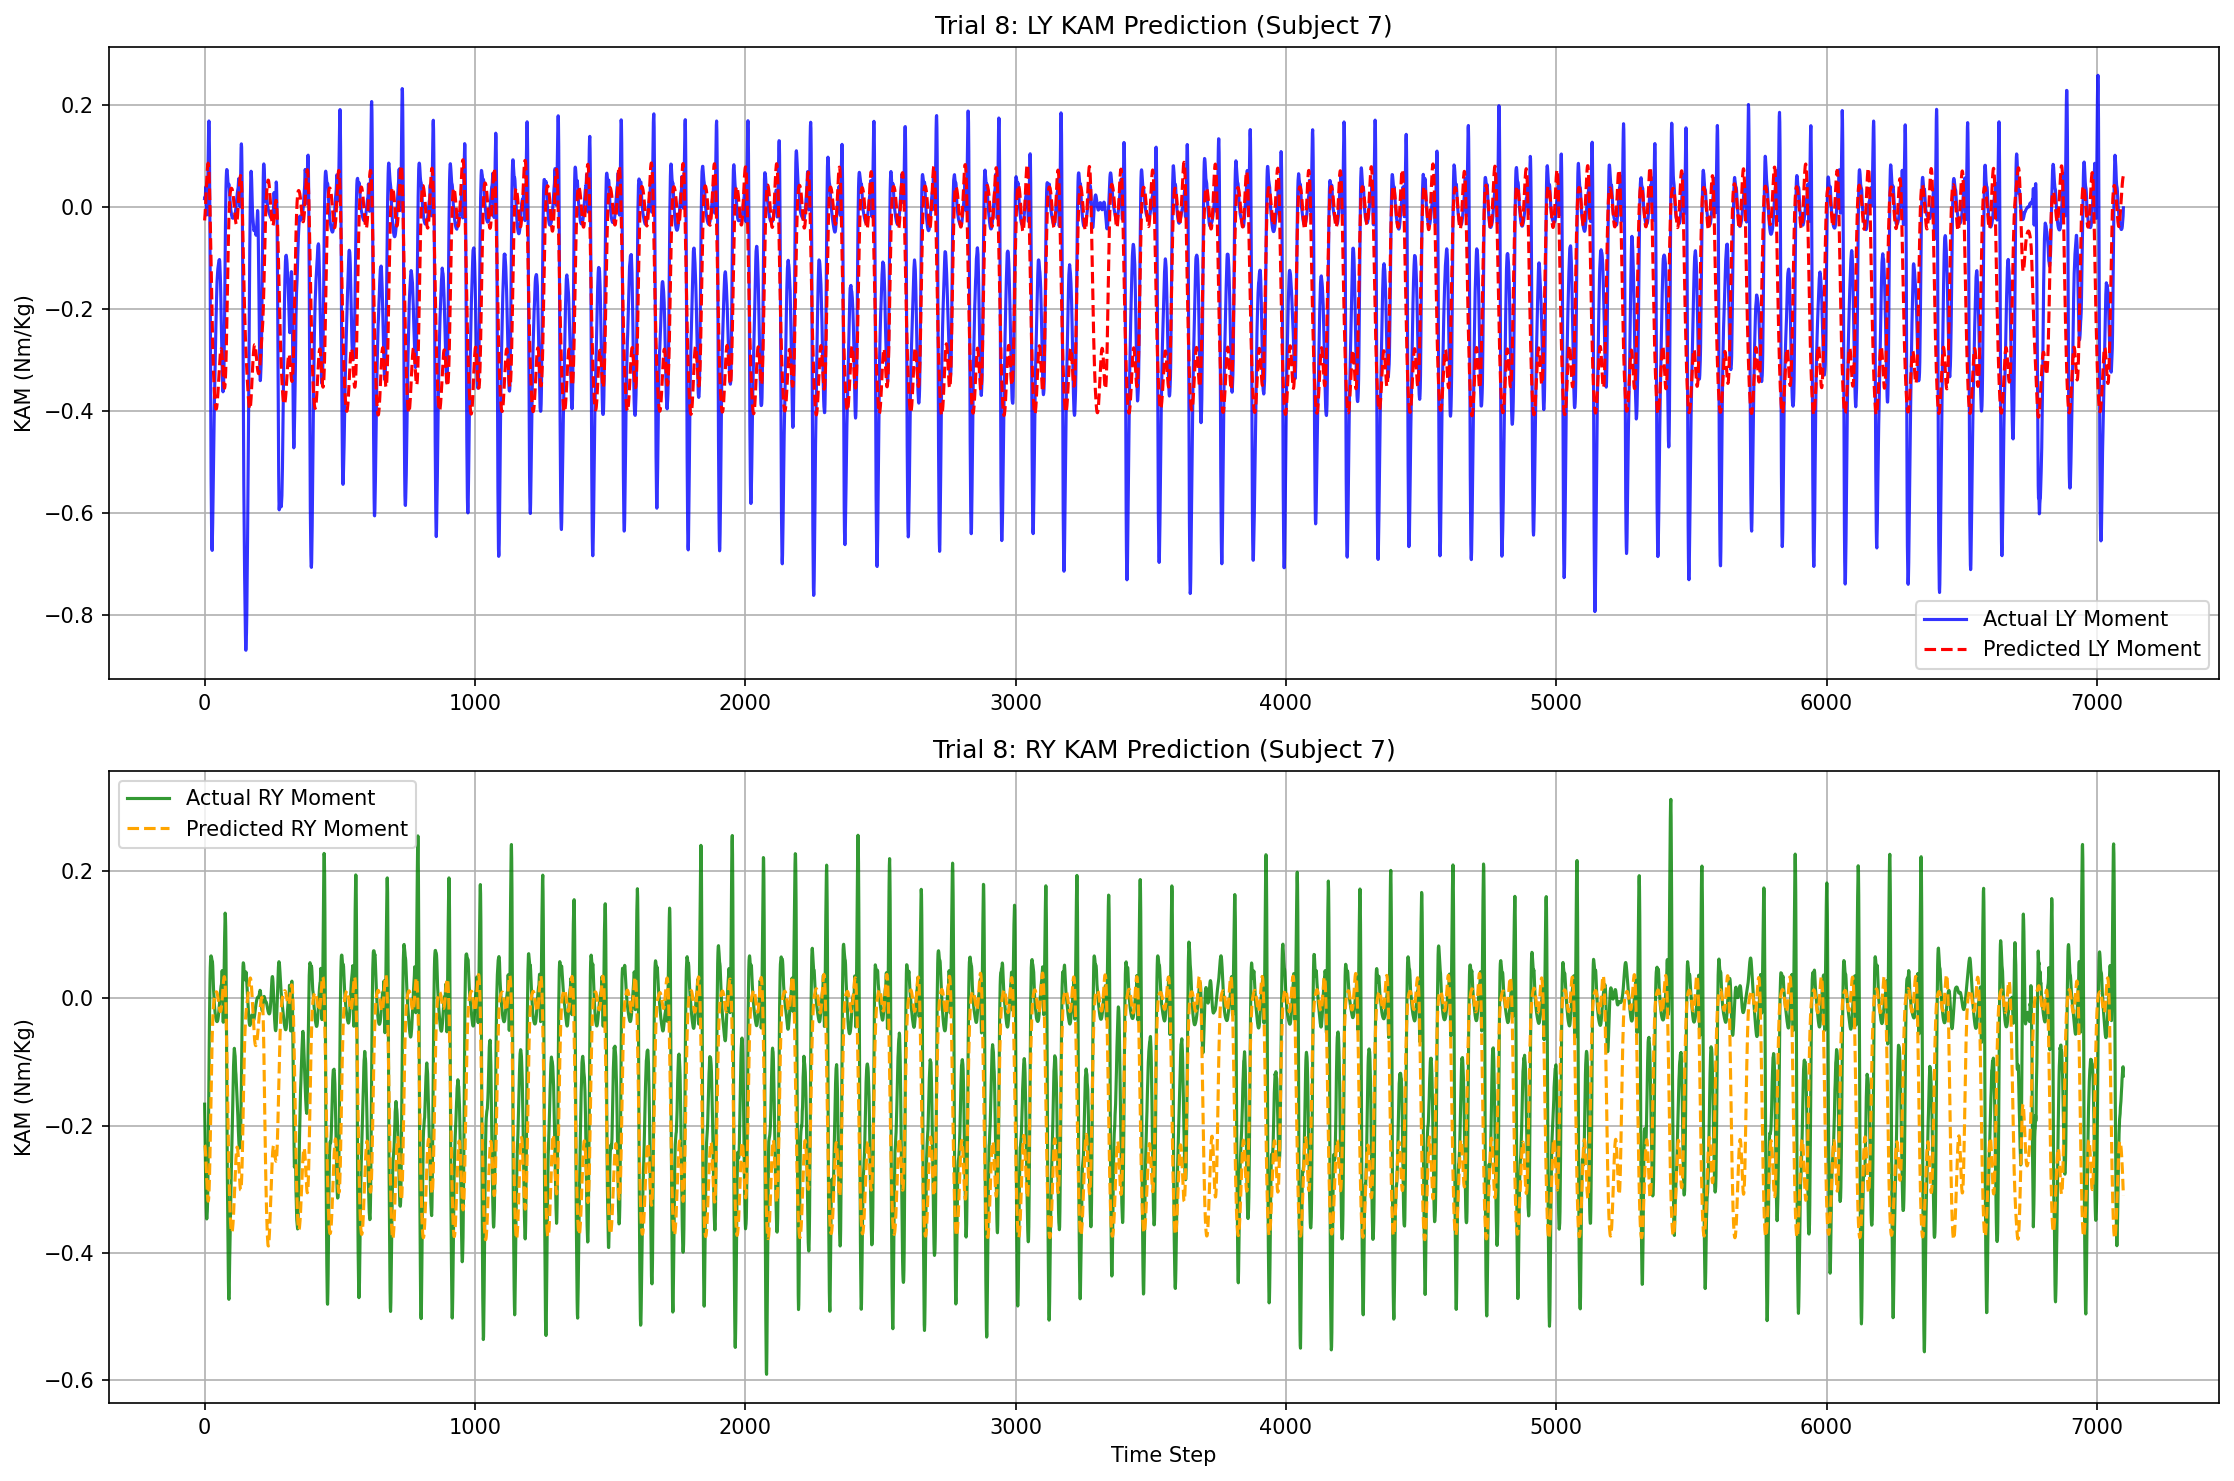 Trial 8: LY KAM Prediction (Subject 7)
KAM (Nm/Kg)
0.2
0.0
−0.2
−0.4
−0.6
−0.8
Actual LY Moment
Predicted LY Moment
0 1000 2000 3000 4000 5000 6000 7000
Trial 8: RY KAM Prediction (Subject 7)
Actual RY Moment
Predicted RY Moment
KAM (Nm/Kg)
0.2
0.0
−0.2
−0.4
−0.6
0 1000 2000 3000 4000 5000 6000 7000
Time Step